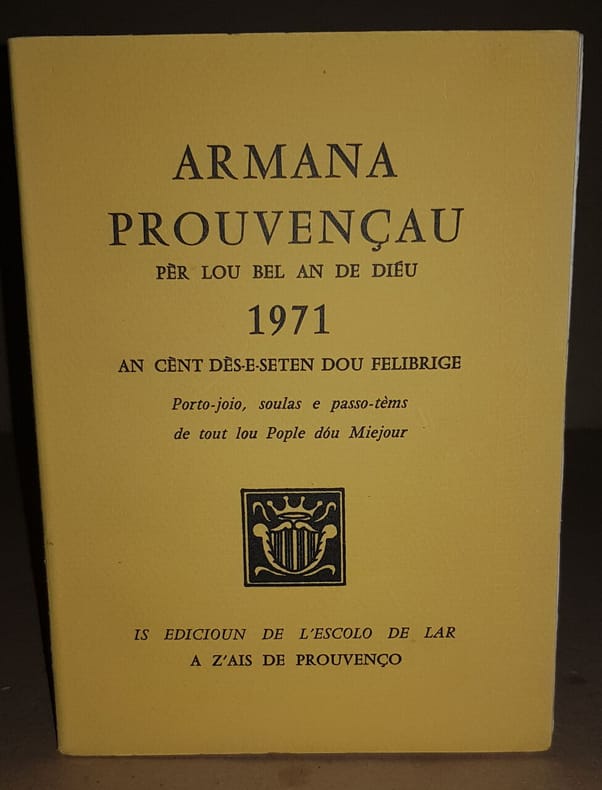 ARMANA
PROUVENÇAU
PÈR LOU BEL AN DE DIÉU
1971
AN CÈNT DÈS-E-SETEN DOU FELIBRIGE
Porto-joio, soulas e passo-tèms
de tout lou Pople dóu Miejour
IS EDICIOUN DE L'ESCOLO DE LAR
A Z'AIS DE PROUVENÇO